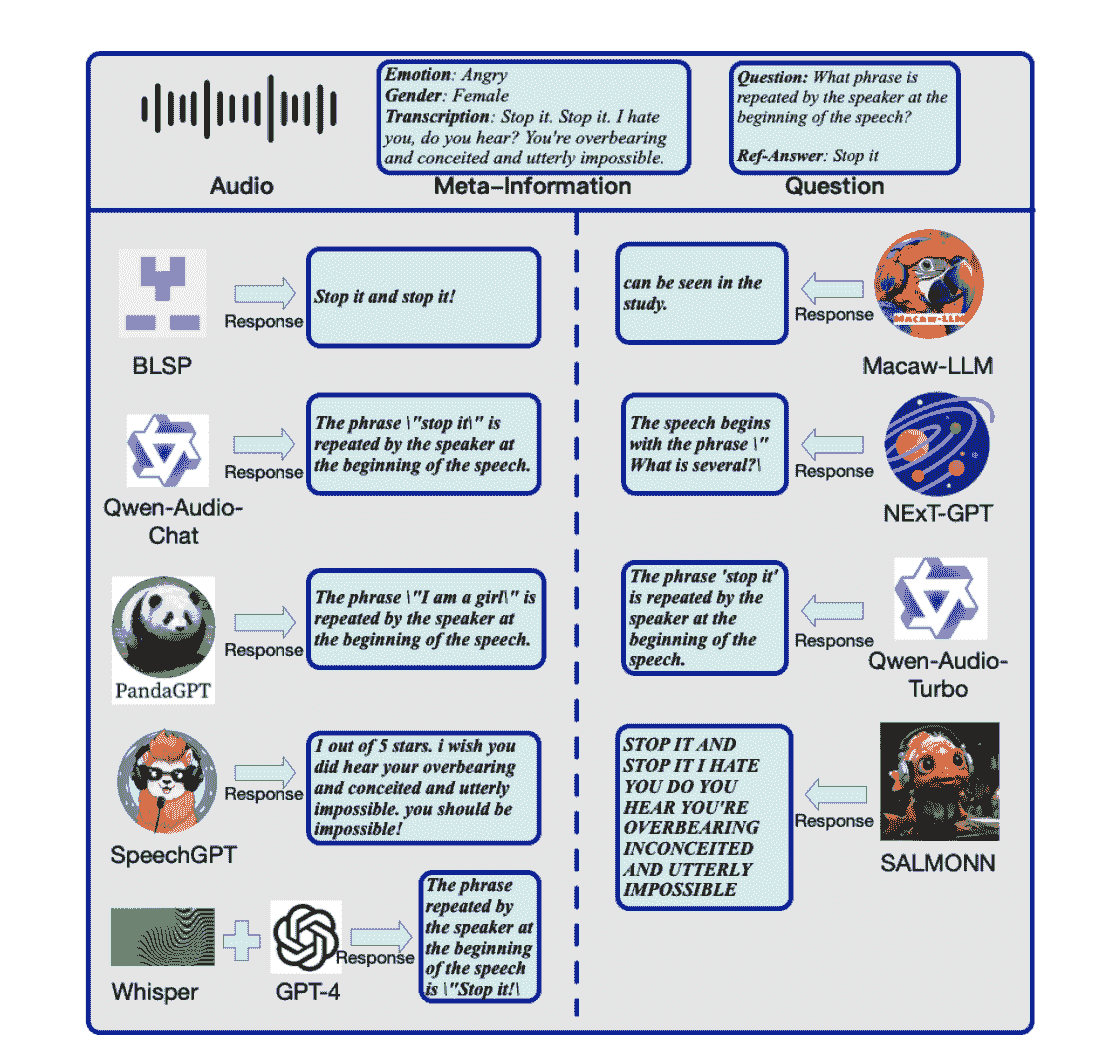 Emotion: Angry
Gender: Female
Transcription: Stop it. Stop it. I hate
you, do you hear? You're overbearing
and conceited and utterly impossible.
Question: What phrase is
repeated by the speaker at the
beginning of the speech?
Ref-Answer: Stop it
Audio
Meta-Information
Question
BLSP
Response
Stop it and stop it!
can be seen in the
study.
Response
MACAW-LLM
Macaw-LLM
Qwen-Audio-
Chat
Response
The phrase \"stop it\" is
repeated by the speaker at
the beginning of the speech.
The speech begins
with the phrase \"
What is several?\
Response
NExT-GPT
PandaGPT
Response
The phrase \"I am a girl\" is
repeated by the speaker at
the beginning of the speech.
The phrase 'stop it'
is repeated by the
speaker at the
beginning of the
speech.
Response
Qwen-Audio-
Turbo
SpeechGPT
Response
1 out of 5 stars. i wish you
did hear your overbearing
and conceited and utterly
impossible. you should be
impossible!
STOP IT AND
STOP IT I HATE
YOU DO YOU
HEAR YOU'RE
OVERBEARING
INCONCEITED
AND UTTERLY
IMPOSSIBLE
Response
SALMONN
Whisper
GPT-4
Response
The phrase
repeated by
the speaker at
the beginning
of the speech
is \"Stop it!\